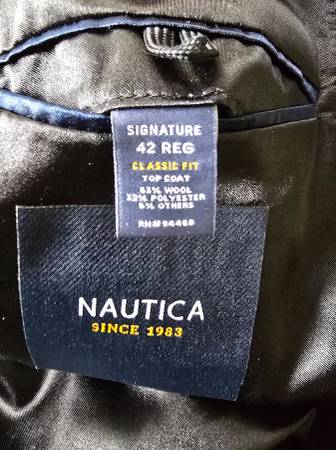 SIGNATURE
42 REG
CLASSIC FIT
TOP COAT
63% WOOL
32% POLYESTER
5% OTHERS
NAUTICA
SINCE 1983